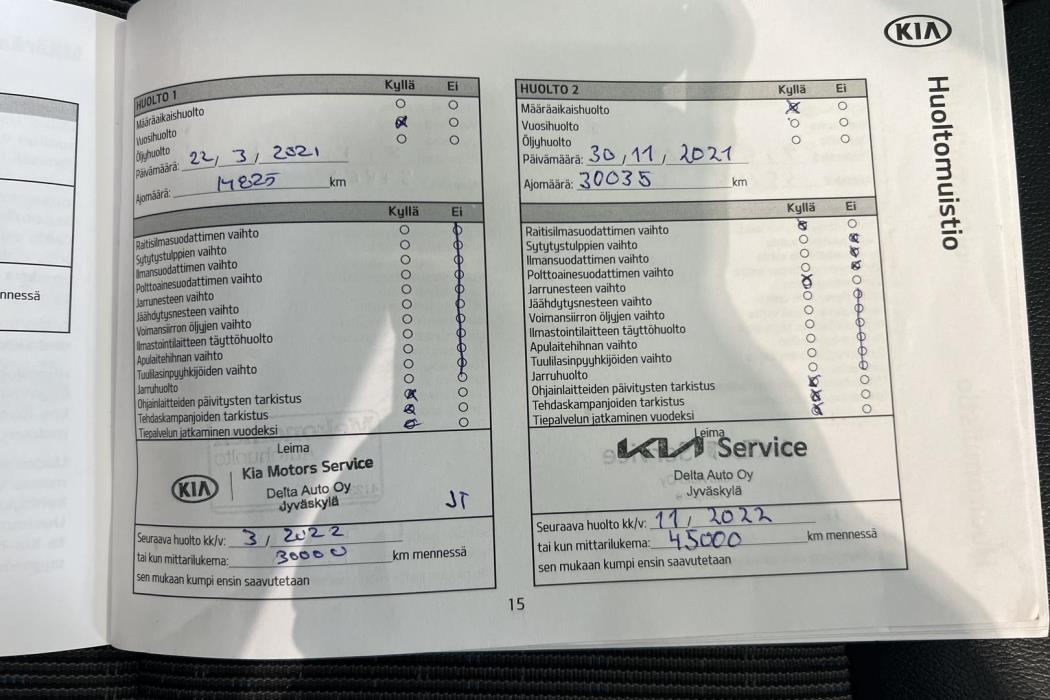 nnessä
KIA
Huoltomuistio
HUOLTO 1 Kyllä Ei
Määräaikaishuolto
Vuosihuolto
Öljyhuolto
Päivämäärä: 22, 3, 2021
Ajomäärä: 14825 km
Kyllä Ei
Raitisilmasuodattimen vaihto
Sytytystulppien vaihto
Ilmansuodattimen vaihto
Polttoainesuodattimen vaihto
Jarrunesteen vaihto
Jäähdytysnesteen vaihto
Voimansiirron öljyjen vaihto
Ilmastointilaitteen täyttöhuolto
Apulaitehihnan vaihto
Tuulilasinpyyhkijöiden vaihto
Jarruhuolto
Ohjainlaitteiden päivitysten tarkistus
Tehdaskampanjoiden tarkistus
Tiepalvelun jatkaminen vuodeksi
Leima
KIA Kia Motors Service
Delta Auto Oy
Jyväskylä
JT
Seuraava huolto kk/v: 3, 2022
tai kun mittarilukema: 30000 km mennessä
sen mukaan kumpi ensin saavutetaan
HUOLTO 2 Kyllä Ei
Määräaikaishuolto
Vuosihuolto
Öljyhuolto
Päivämäärä: 30, 11, 2021
Ajomäärä: 30035 km
Kyllä Ei
Raitisilmasuodattimen vaihto
Sytytystulppien vaihto
Ilmansuodattimen vaihto
Polttoainesuodattimen vaihto
Jarrunesteen vaihto
Jäähdytysnesteen vaihto
Voimansiirron öljyjen vaihto
Ilmastointilaitteen täyttöhuolto
Apulaitehihnan vaihto
Tuulilasinpyyhkijöiden vaihto
Jarruhuolto
Ohjainlaitteiden päivitysten tarkistus
Tehdaskampanjoiden tarkistus
Tiepalvelun jatkaminen vuodeksi
Leima
KIA Service
Delta Auto Oy
Jyväskylä
Seuraava huolto kk/v: 11, 2022
tai kun mittarilukema: 45000 km mennessä
sen mukaan kumpi ensin saavutetaan
15